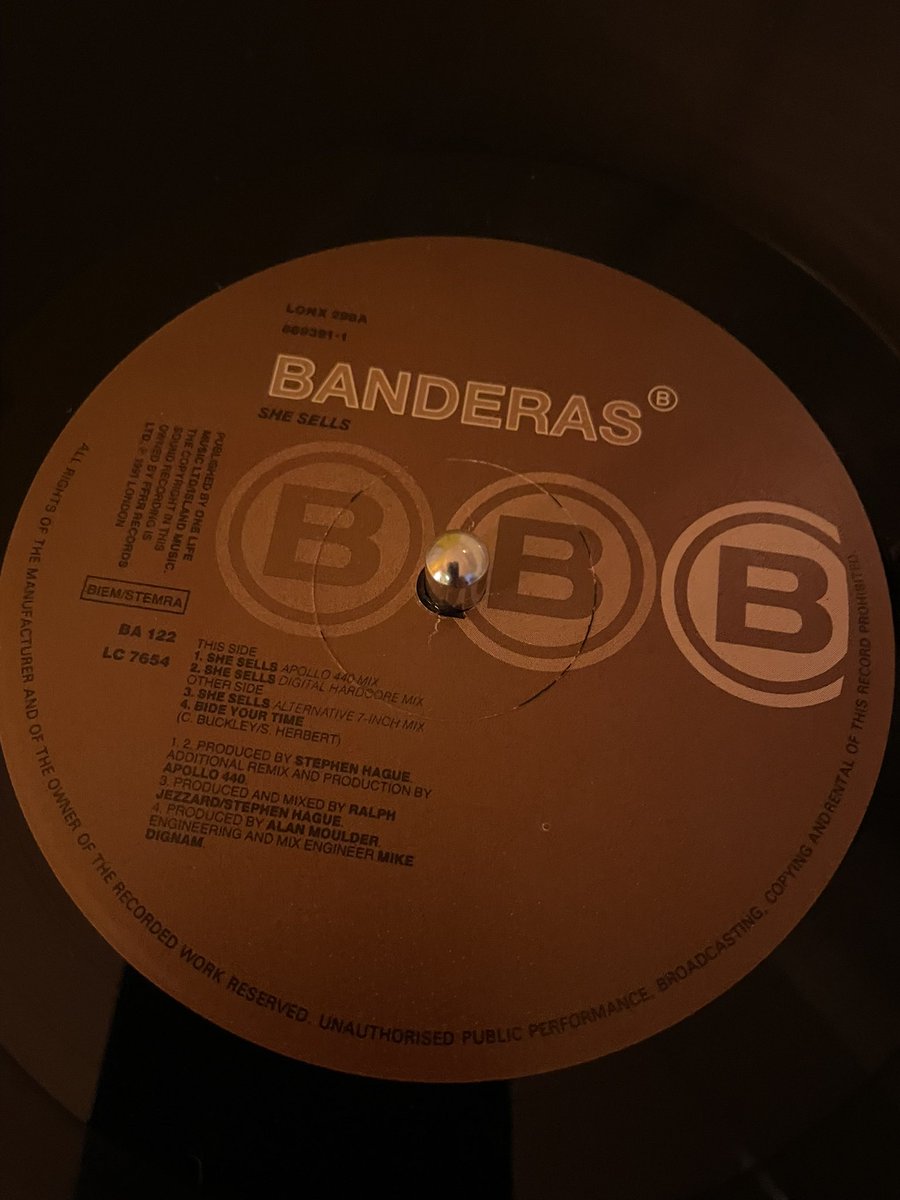 LONX 298A
869391-1
BANDERAS B
SHE SELLS
PUBLISHED BY ONE LIFE
MUSIC LTD/ISLAND MUSIC.
THE COPYRIGHT IN THIS
SOUND RECORDING IS
OWNED BY FFRR RECORDS
LTD. ℗ 1991 LONDON
B B B
BIEM/STEMRA
BA 122
LC 7654
THIS SIDE
1. SHE SELLS APOLLO 440 MIX
2. SHE SELLS DIGITAL HARDCORE MIX
OTHER SIDE
3. SHE SELLS ALTERNATIVE 7-INCH MIX
4. BIDE YOUR TIME
(C. BUCKLEY/S. HERBERT)
1. 2. PRODUCED BY STEPHEN HAGUE.
ADDITIONAL REMIX AND PRODUCTION BY
APOLLO 440.
3. PRODUCED AND MIXED BY RALPH
JEZZARD/STEPHEN HAGUE.
4. PRODUCED BY ALAN MOULDER.
ENGINEERING AND MIX ENGINEER MIKE
DIGNAM.
ALL RIGHTS OF THE MANUFACTURER AND OF THE OWNER OF THE RECORDED WORK RESERVED. UNAUTHORISED PUBLIC PERFORMANCE. BROADCASTING. COPYING AND RENTAL OF THIS RECORD PROHIBITED.